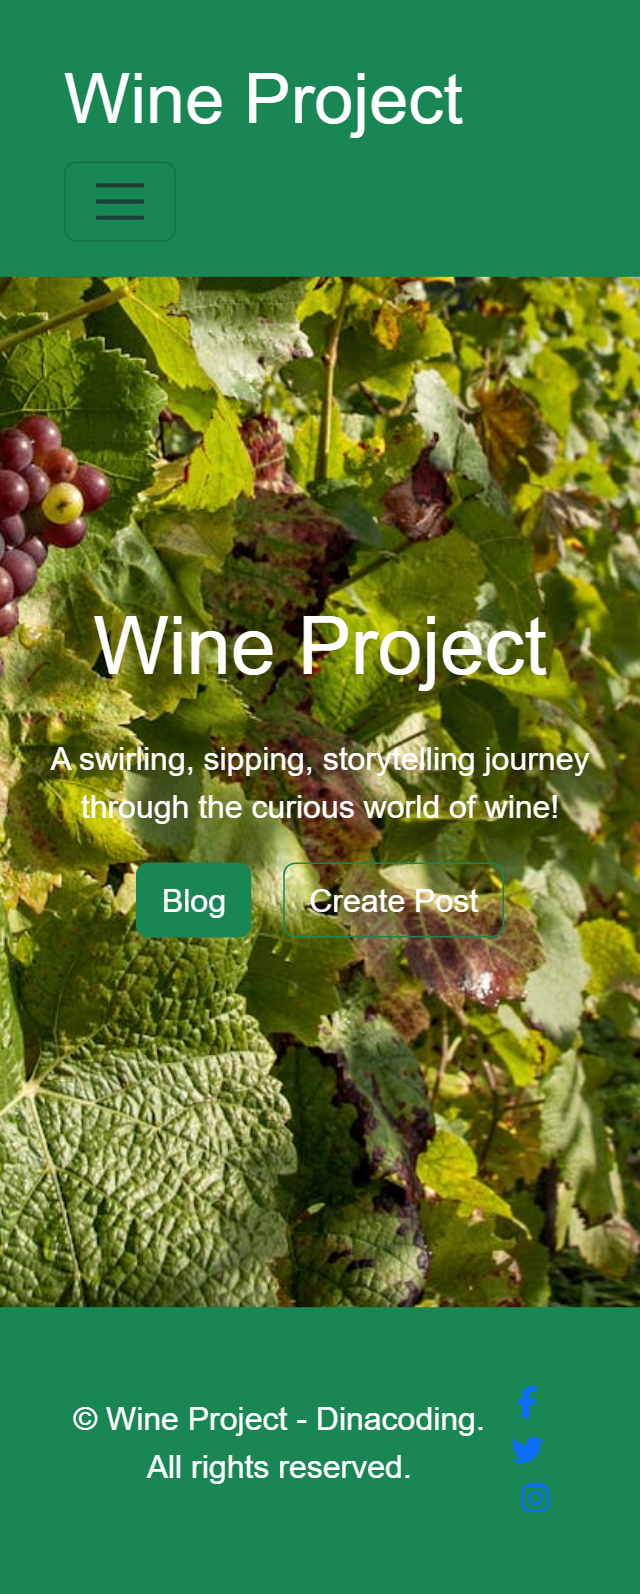 Wine Project
Wine Project
A swirling, sipping, storytelling journey
through the curious world of wine!
Blog
Create Post
© Wine Project - Dinacoding.
All rights reserved.